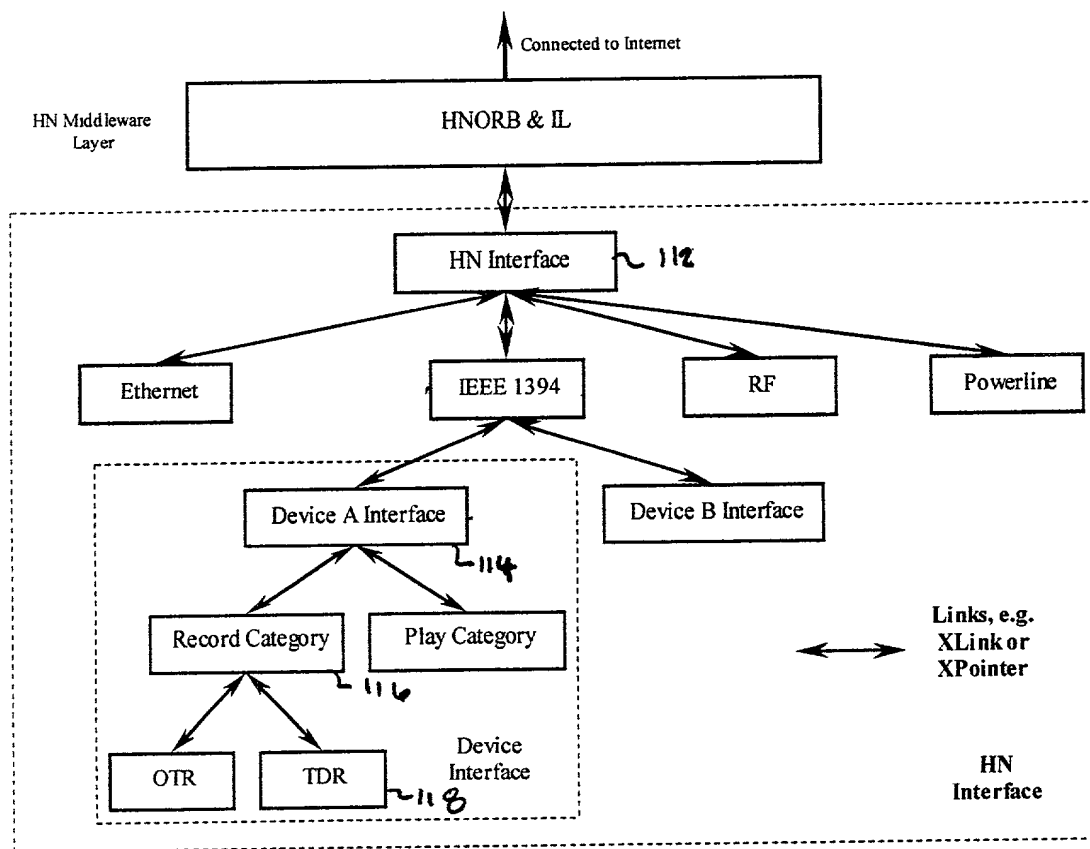 Connected to Internet
HN Middleware
Layer
HNORB & IL
HN Interface
112
Ethernet
IEEE 1394
RF
Powerline
Device A Interface
Device B Interface
114
Record Category
Play Category
116
Links, e.g.
XLink or
XPointer
OTR
TDR
Device
Interface
118
HN
Interface